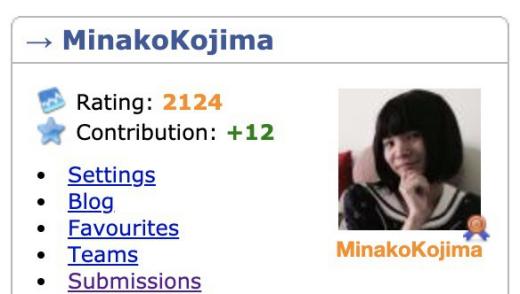 → MinakoKojima
Rating: 2124
Contribution: +12
Settings
Blog
Favourites
Teams
Submissions
MinakoKojima